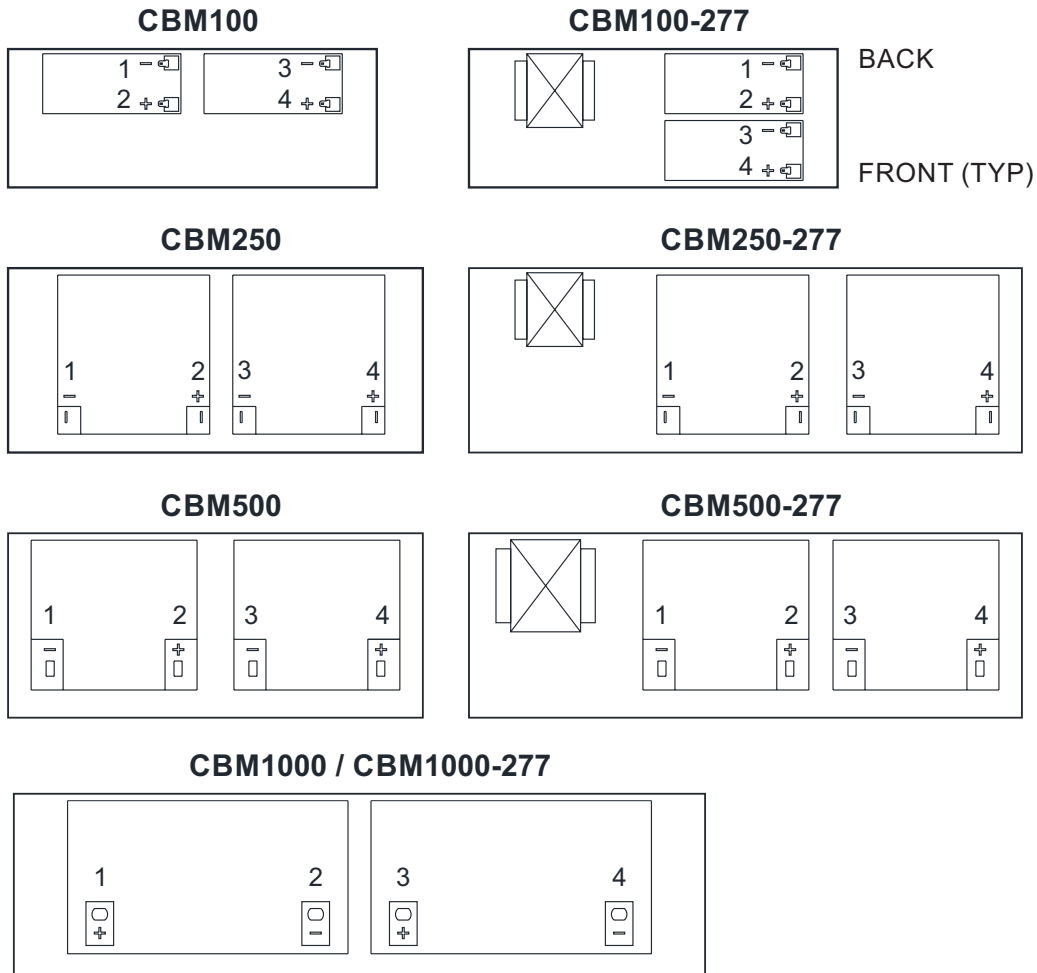 CBM100
1 − 3 −
2 + 4 +
CBM100-277
BACK
1 −
2 +
3 −
4 +
FRONT (TYP)
CBM250
1 2 3 4
− + − +
CBM250-277
1 2 3 4
− + − +
CBM500
1 2 3 4
− + − +
CBM500-277
1 2 3 4
− + − +
CBM1000 / CBM1000-277
1 2 3 4
+ − + −